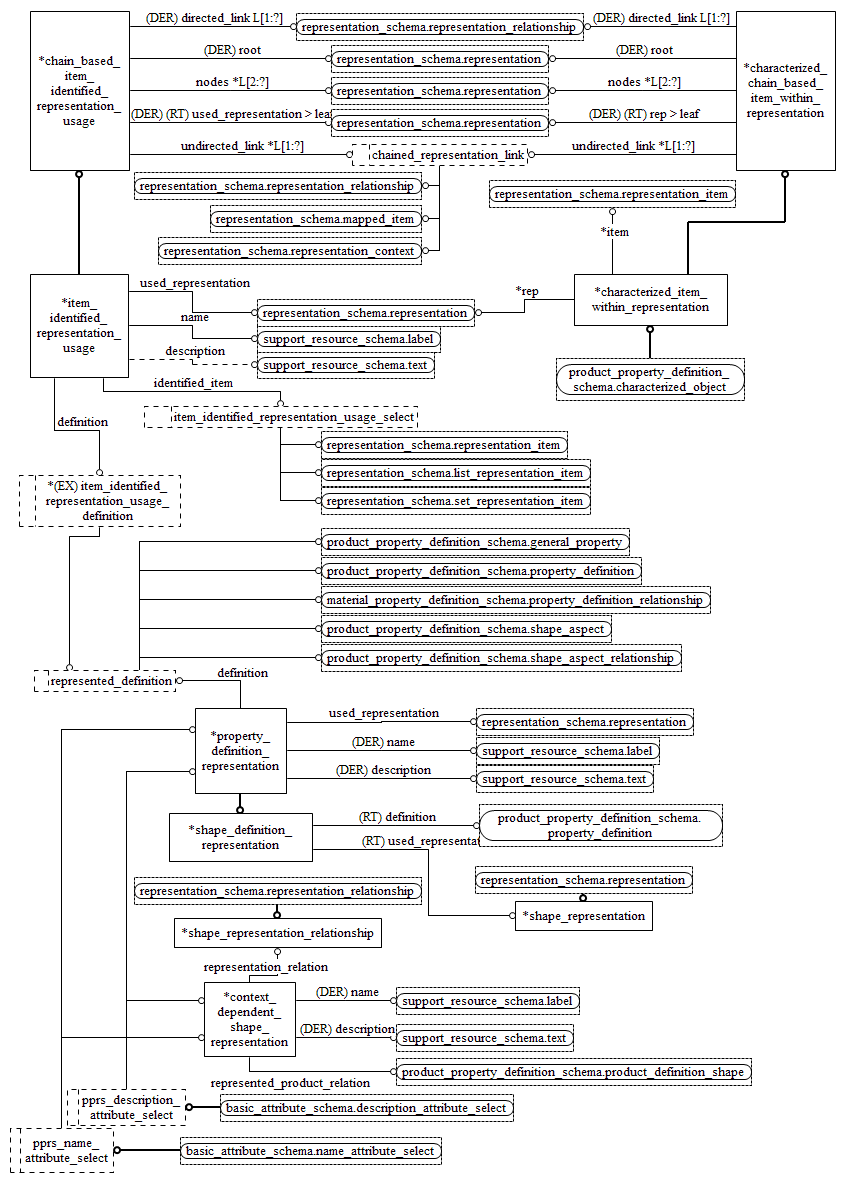 (DER) directed_link L[1:?]
representation_schema.representation_relationship
(DER) directed_link L[1:?]
*chain_based_
item_
identified_
representation_
usage
(DER) root
representation_schema.representation
(DER) root
*characterized_
chain_based_
item_within_
representation
nodes *L[2:?]
representation_schema.representation
nodes *L[2:?]
(DER) (RT) used_representation > leaf
representation_schema.representation
(DER) (RT) rep > leaf
undirected_link *L[1:?]
chained_representation_link
undirected_link *L[1:?]
representation_schema.representation_relationship
representation_schema.mapped_item
representation_schema.representation_context
representation_schema.representation_item
*item
*item_
identified_
representation_
usage
used_representation
representation_schema.representation
*rep
*characterized_item_
within_representation
name
support_resource_schema.label
description
support_resource_schema.text
product_property_definition_
schema.characterized_object
identified_item
item_identified_representation_usage_select
definition
representation_schema.representation_item
representation_schema.list_representation_item
representation_schema.set_representation_item
*(EX) item_identified_
representation_usage_
definition
product_property_definition_schema.general_property
product_property_definition_schema.property_definition
material_property_definition_schema.property_definition_relationship
product_property_definition_schema.shape_aspect
product_property_definition_schema.shape_aspect_relationship
represented_definition
definition
*property_
definition_
representation
used_representation
representation_schema.representation
(DER) name
support_resource_schema.label
(DER) description
support_resource_schema.text
*shape_definition_
representation
(RT) definition
product_property_definition_schema.
property_definition
(RT) used_representat
representation_schema.representation
*shape_representation
representation_schema.representation_relationship
*shape_representation_relationship
representation_relation
*context_
dependent_
shape_
representation
(DER) name
support_resource_schema.label
(DER) description
support_resource_schema.text
product_property_definition_schema.product_definition_shape
represented_product_relation
pprs_description_
attribute_select
basic_attribute_schema.description_attribute_select
pprs_name_
attribute_select
basic_attribute_schema.name_attribute_select